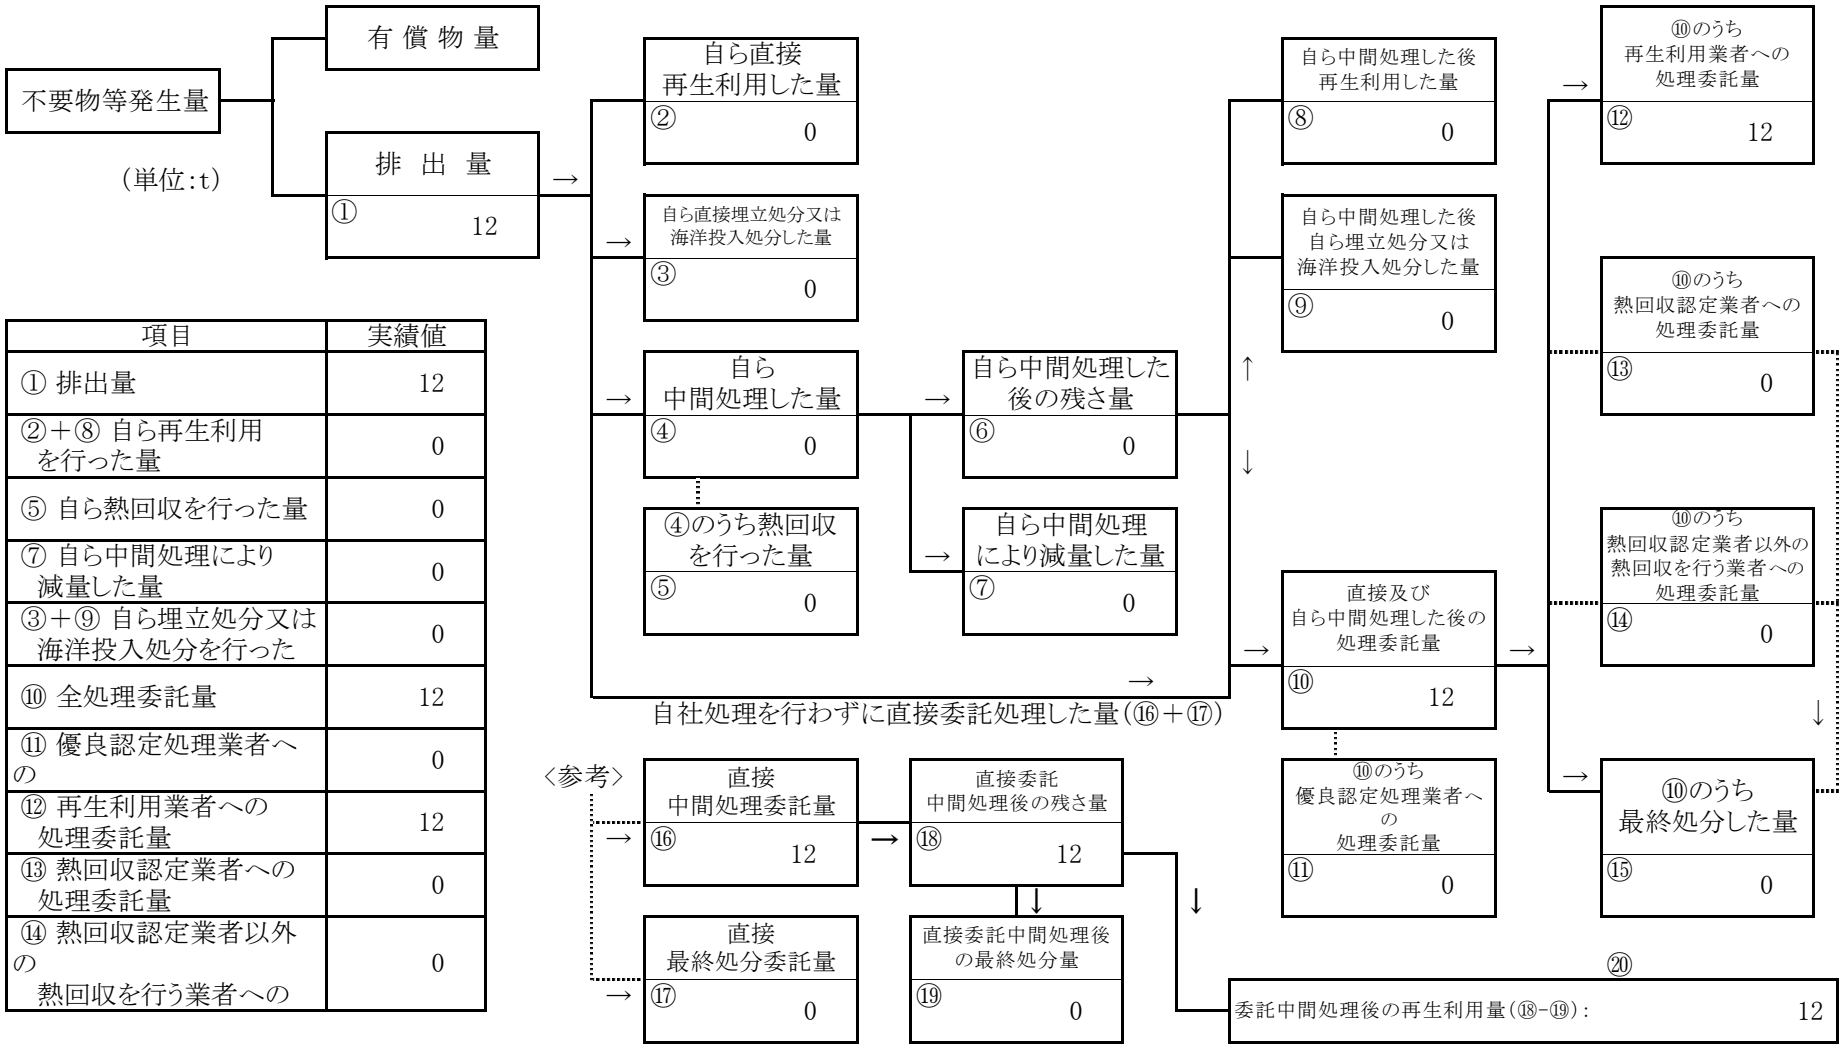 有 償 物 量
不要物等発生量
排 出 量
① 12
(単位:t)
→
自ら直接
再生利用した量
② 0
→
自ら直接埋立処分又は
海洋投入処分した量
③ 0
→
自ら
中間処理した量
④ 0
④のうち熱回収
を行った量
⑤ 0
→
自ら中間処理した
後の残さ量
⑥ 0
→
自ら中間処理
により減量した量
⑦ 0
↑
↓
自ら中間処理した後
再生利用した量
⑧ 0
自ら中間処理した後
自ら埋立処分又は
海洋投入処分した量
⑨ 0
→
自社処理を行わずに直接委託処理した量(⑯+⑰)
→
直接及び
自ら中間処理した後の
処理委託量
⑩ 12
⑩のうち
優良認定処理業者へ
の
処理委託量
⑪ 0
→
→
⑩のうち
再生利用業者への
処理委託量
⑫ 12
⑩のうち
熱回収認定業者への
処理委託量
⑬ 0
⑩のうち
熱回収認定業者以外の
熱回収を行う業者への
処理委託量
⑭ 0
↓
→
⑩のうち
最終処分した量
⑮ 0
項目 実績値
① 排出量 12
②+⑧ 自ら再生利用
を行った量 0
⑤ 自ら熱回収を行った量 0
⑦ 自ら中間処理により
減量した量 0
③+⑨ 自ら埋立処分又は
海洋投入処分を行った 0
⑩ 全処理委託量 12
⑪ 優良認定処理業者へ
の 0
⑫ 再生利用業者への
処理委託量 12
⑬ 熱回収認定業者への
処理委託量 0
⑭ 熱回収認定業者以外
の 0
熱回収を行う業者への
<参考>
→
直接
中間処理委託量
⑯ 12
→
直接委託
中間処理後の残さ量
⑱ 12
↓
↓
→
直接
最終処分委託量
⑰ 0
直接委託中間処理後
の最終処分量
⑲ 0
⑳
委託中間処理後の再生利用量(⑱-⑲): 12